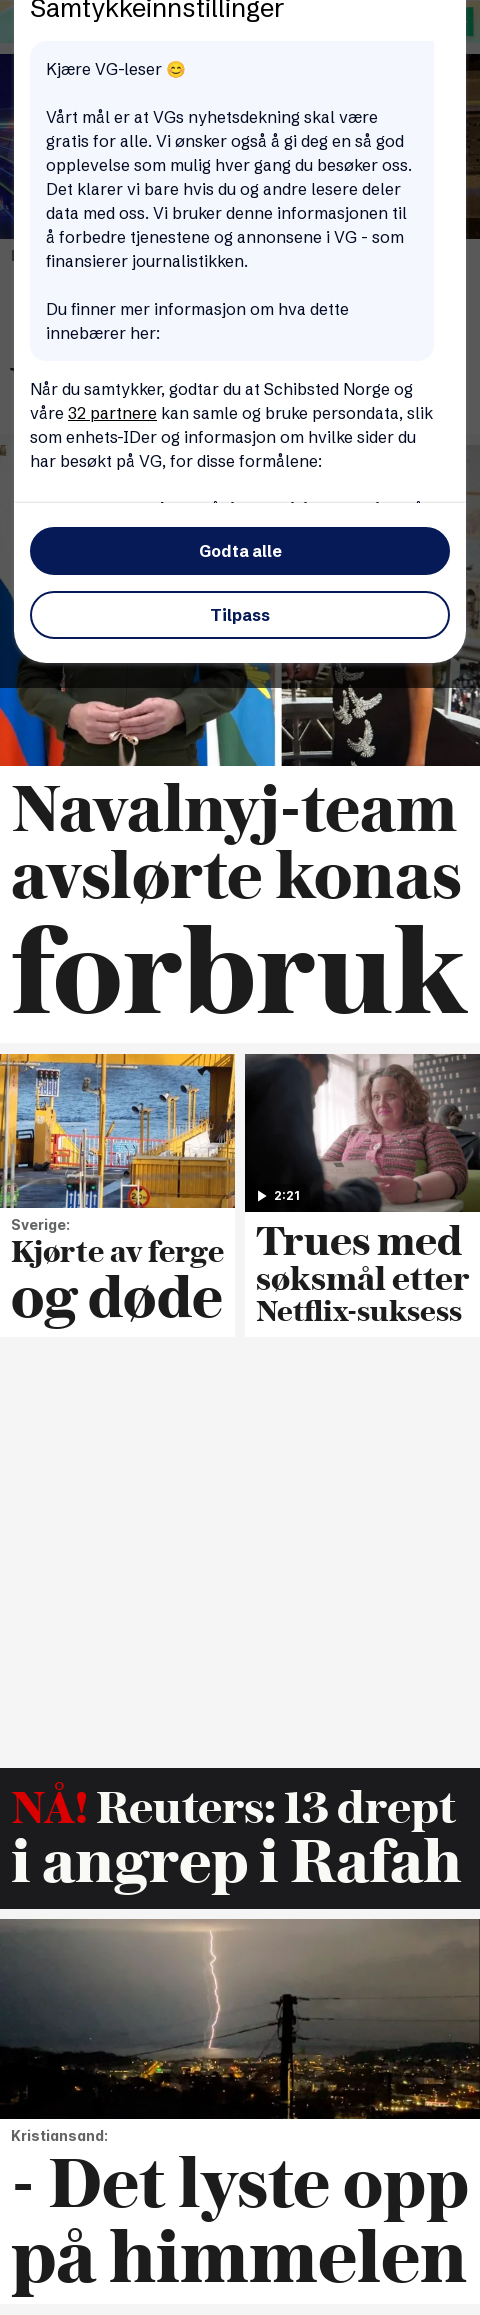 Samtykkeinnstillinger
Kjære VG-leser 😊
Vårt mål er at VGs nyhetsdekning skal være
gratis for alle. Vi ønsker også å gi deg en så god
opplevelse som mulig hver gang du besøker oss.
Det klarer vi bare hvis du og andre lesere deler
data med oss. Vi bruker denne informasjonen til
å forbedre tjenestene og annonsene i VG - som
finansierer journalistikken.
Du finner mer informasjon om hva dette
innebærer her:
Når du samtykker, godtar du at Schibsted Norge og
våre 32 partnere kan samle og bruke persondata, slik
som enhets-IDer og informasjon om hvilke sider du
har besøkt på VG, for disse formålene:
Godta alle
Tilpass
Navalnyj-team
avslørte konas
forbruk
Sverige:
Kjørte av ferge
og døde
2:21
Trues med
søksmål etter
Netflix-suksess
NÅ! Reuters: 13 drept
i angrep i Rafah
Kristiansand:
- Det lyste opp
på himmelen